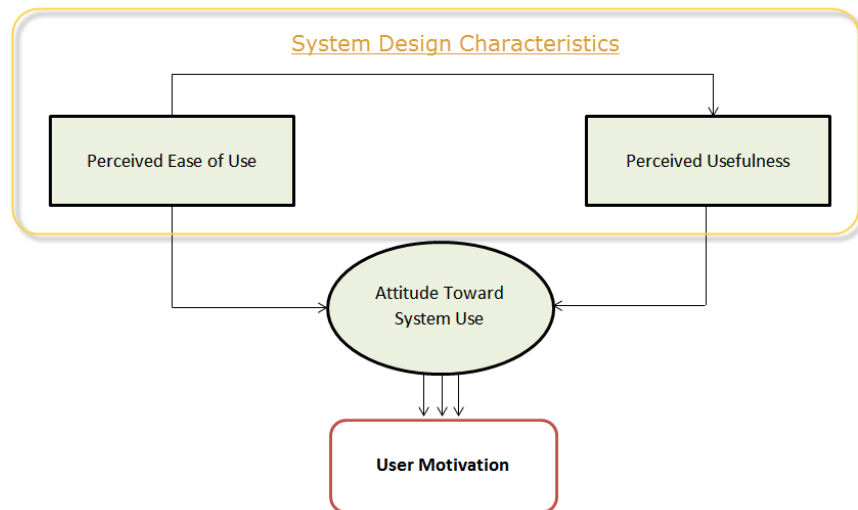 System Design Characteristics
Perceived Ease of Use
Perceived Usefulness
Attitude Toward
System Use
User Motivation